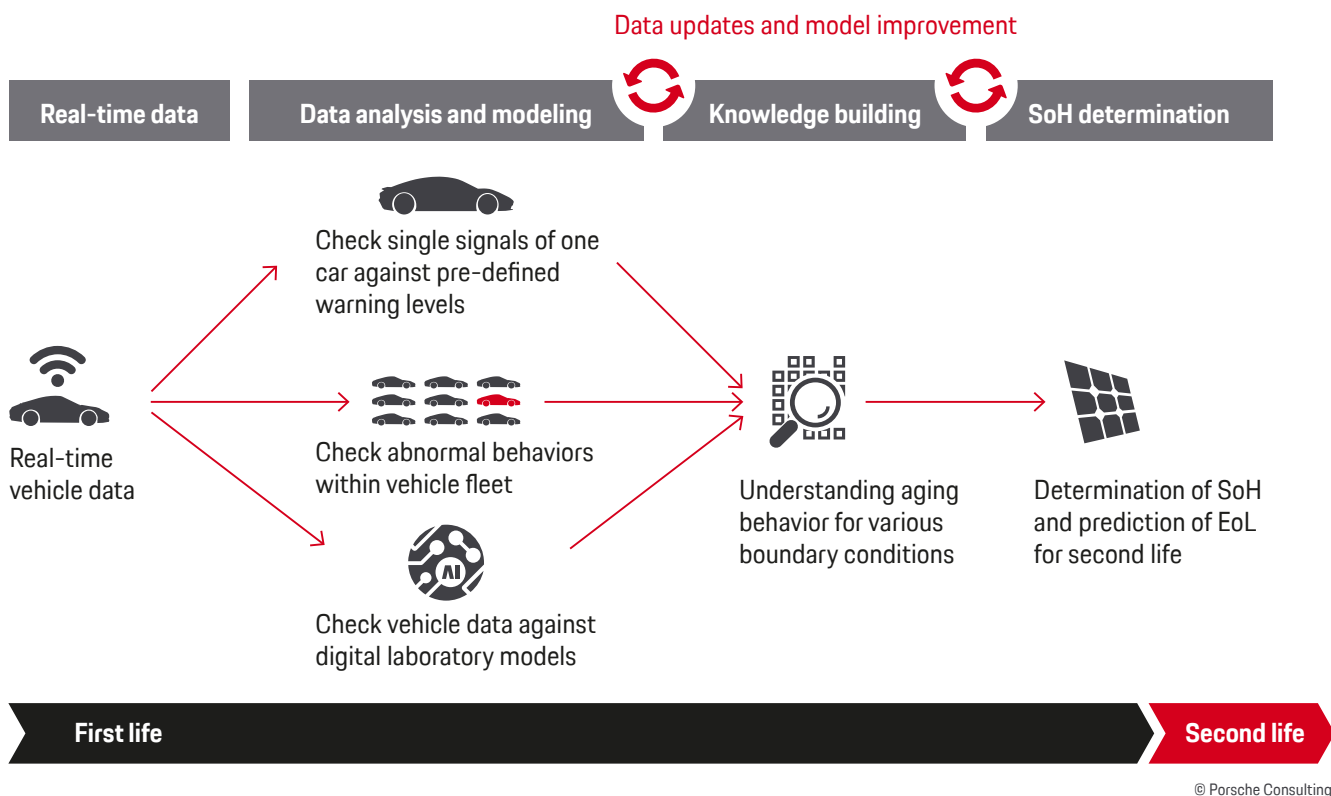 Data updates and model improvement
Real-time data
Data analysis and modeling
Knowledge building
SoH determination
Check single signals of one
car against pre-defined
warning levels
Real-time
vehicle data
Check abnormal behaviors
within vehicle fleet
AI
Check vehicle data against
digital laboratory models
Understanding aging
behavior for various
boundary conditions
Determination of SoH
and prediction of EoL
for second life
First life
Second life
© Porsche Consulting